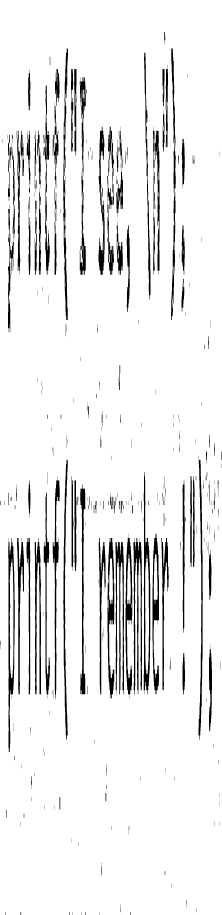 printf("I see, \n");
printf("I remember !");